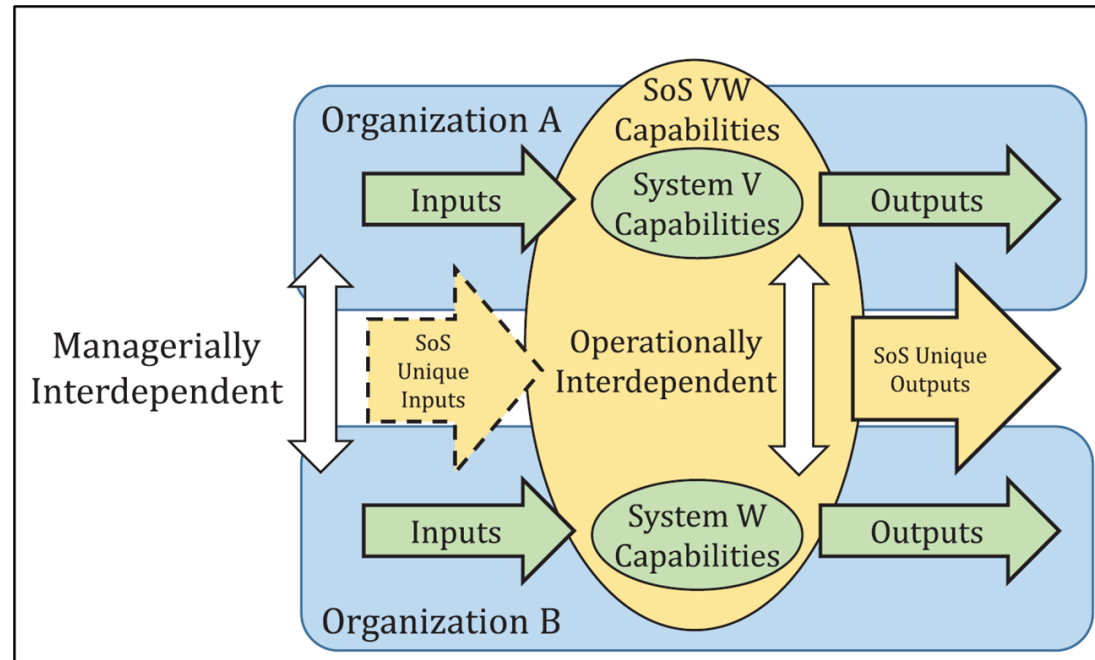 Organization A
SoS VW
Capabilities
Inputs
System V
Capabilities
Outputs
Managerially
Interdependent
SoS
Unique
Inputs
Operationally
Interdependent
SoS Unique
Outputs
Inputs
System W
Capabilities
Outputs
Organization B